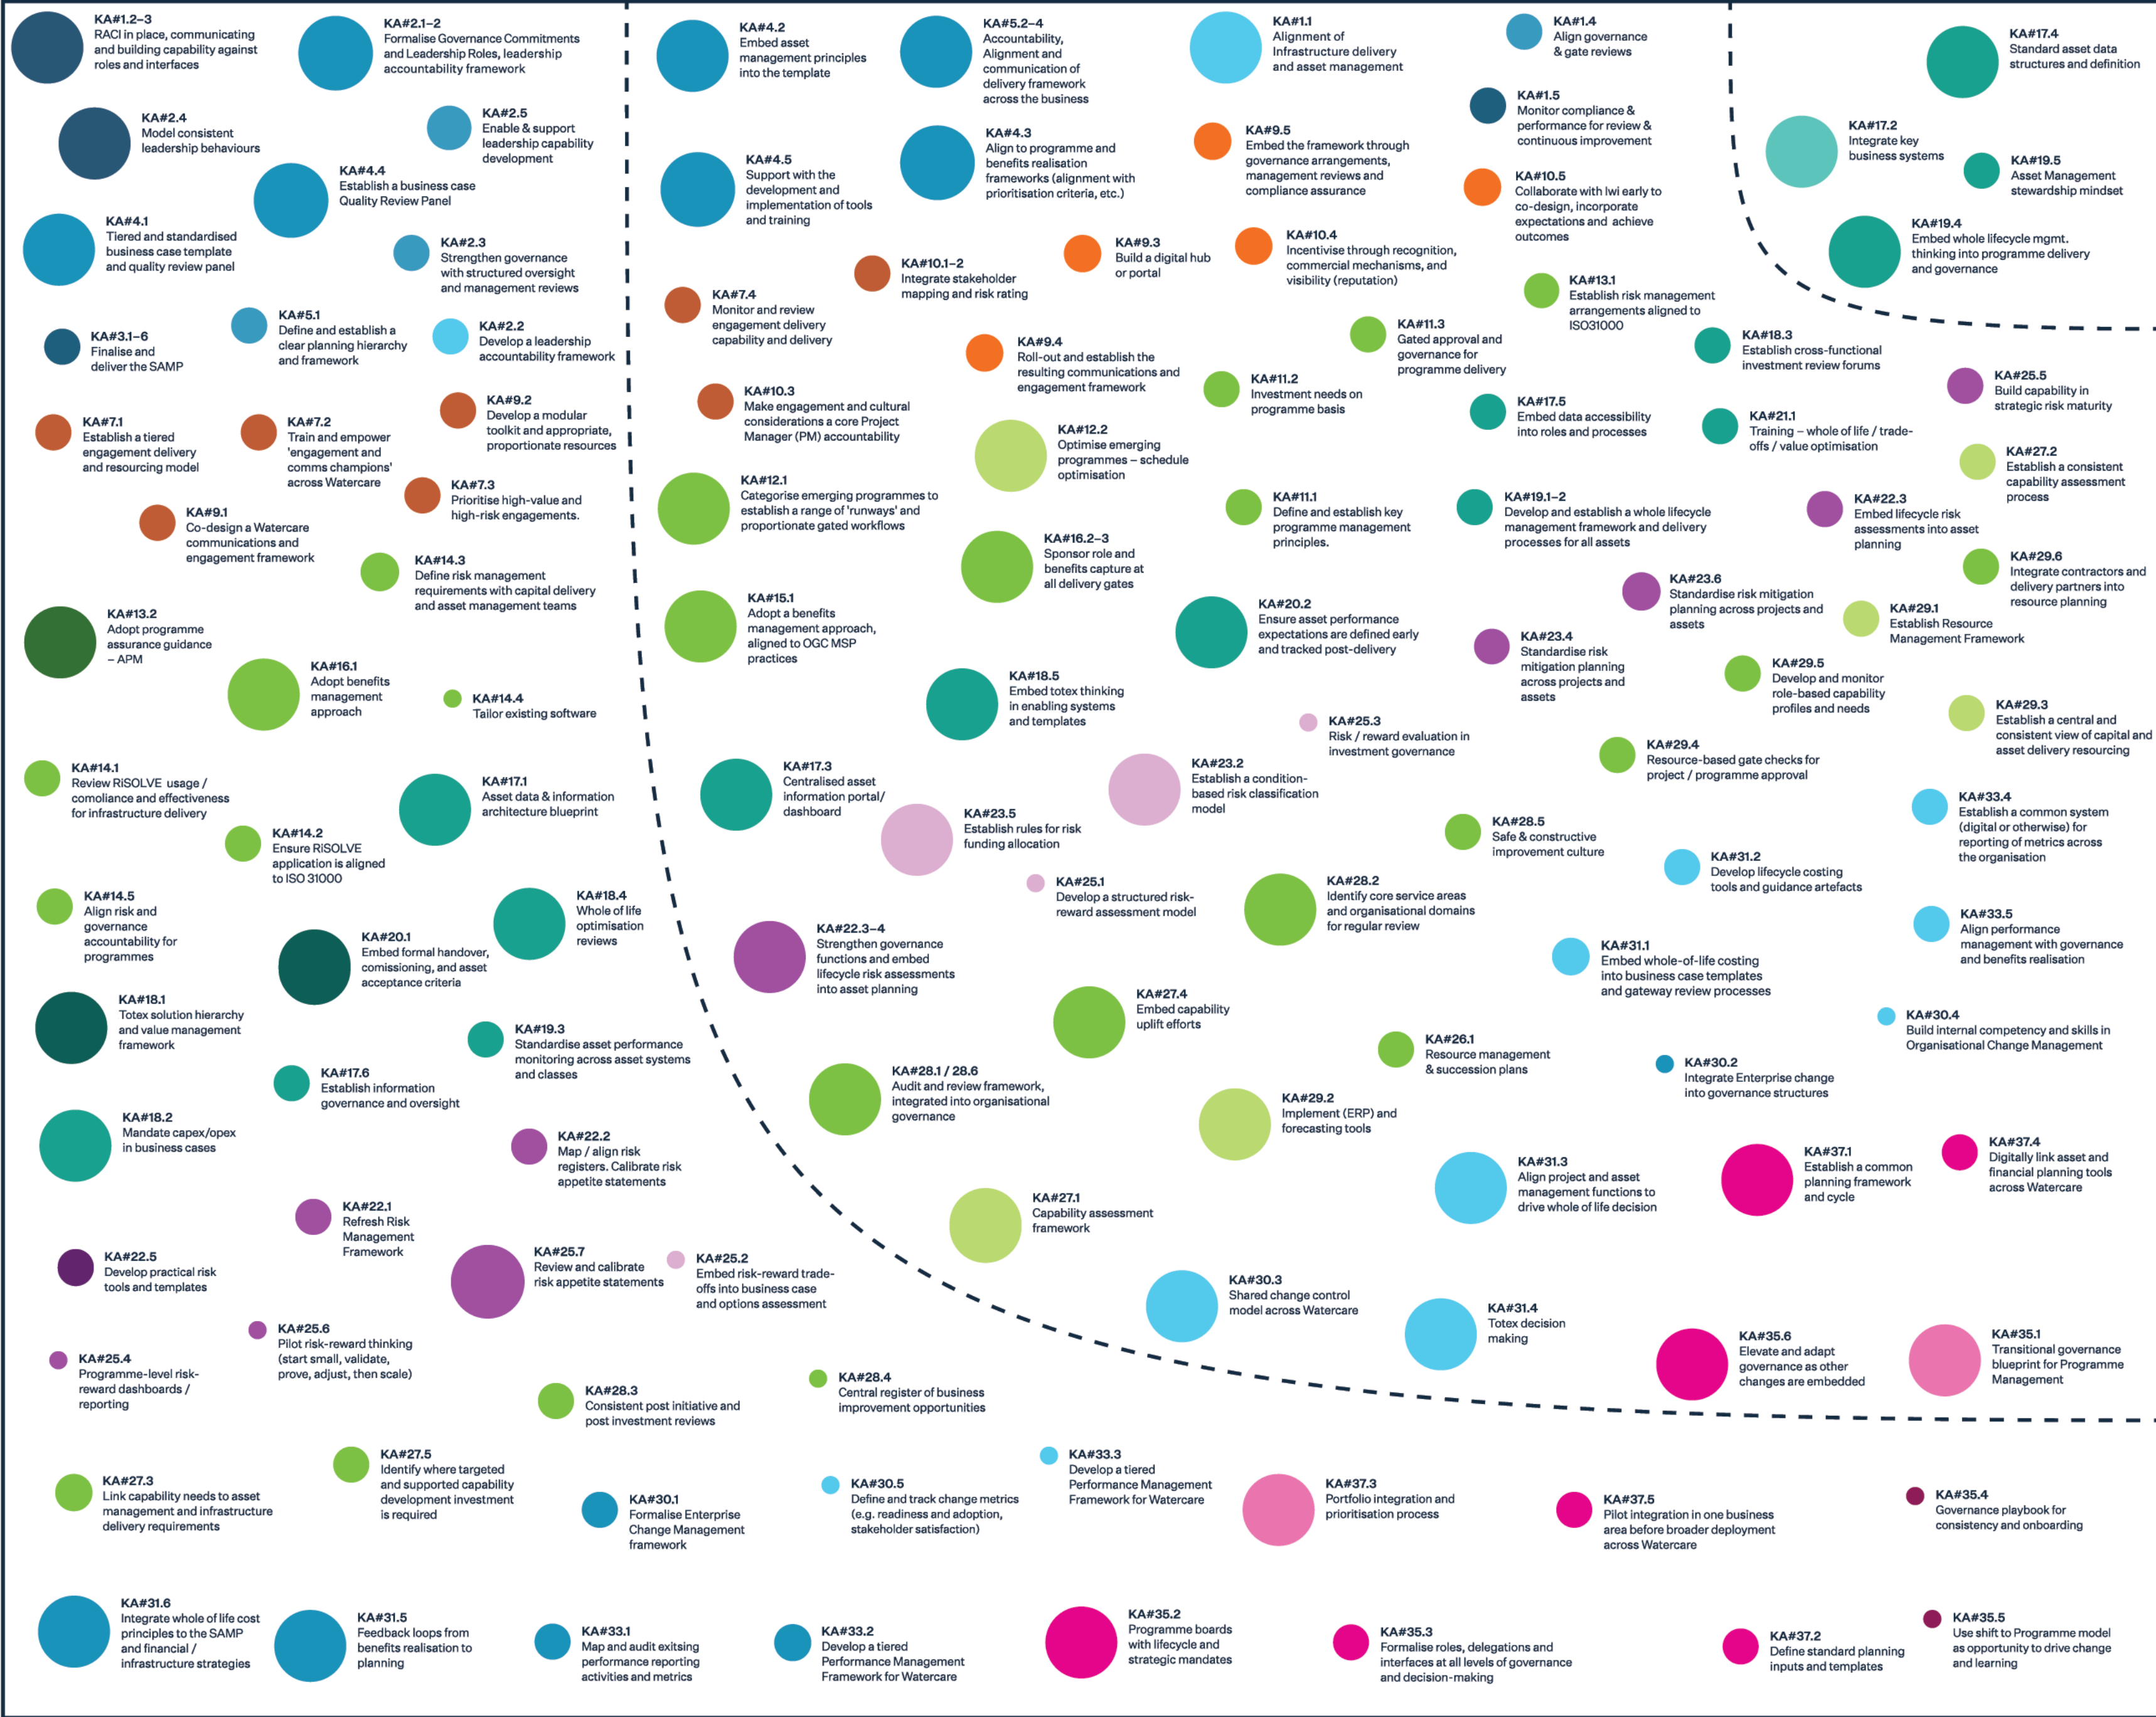 KA#1.2–3
RACI in place, communicating
and building capability against
roles and interfaces
KA#2.1–2
Formalise Governance Commitments
and Leadership Roles, leadership
accountability framework
KA#2.4
Model consistent
leadership behaviours
KA#2.5
Enable & support
leadership capability
development
KA#4.4
Establish a business case
Quality Review Panel
KA#4.1
Tiered and standardised
business case template
and quality review panel
KA#2.3
Strengthen governance
with structured oversight
and management reviews
KA#3.1–6
Finalise and
deliver the SAMP
KA#5.1
Define and establish a
clear planning hierarchy
and framework
KA#2.2
Develop a leadership
accountability framework
KA#7.1
Establish a tiered
engagement delivery
and resourcing model
KA#7.2
Train and empower
'engagement and
comms champions'
across Watercare
KA#9.2
Develop a modular
toolkit and appropriate,
proportionate resources
KA#7.3
Prioritise high-value and
high-risk engagements.
KA#9.1
Co-design a Watercare
communications and
engagement framework
KA#14.3
Define risk management
requirements with capital delivery
and asset management teams
KA#13.2
Adopt programme
assurance guidance
– APM
KA#16.1
Adopt benefits
management
approach
KA#14.4
Tailor existing software
KA#14.1
Review RiSOLVE usage /
comoliance and effectiveness
for infrastructure delivery
KA#17.1
Asset data & information
architecture blueprint
KA#14.2
Ensure RiSOLVE
application is aligned
to ISO 31000
KA#14.5
Align risk and
governance
accountability for
programmes
KA#18.4
Whole of life
optimisation
reviews
KA#20.1
Embed formal handover,
comissioning, and asset
acceptance criteria
KA#18.1
Totex solution hierarchy
and value management
framework
KA#19.3
Standardise asset performance
monitoring across asset systems
and classes
KA#17.6
Establish information
governance and oversight
KA#18.2
Mandate capex/opex
in business cases
KA#22.2
Map / align risk
registers. Calibrate risk
appetite statements
KA#22.1
Refresh Risk
Management
Framework
KA#22.5
Develop practical risk
tools and templates
KA#25.7
Review and calibrate
risk appetite statements
KA#25.2
Embed risk-reward trade-
offs into business case
and options assessment
KA#25.6
Pilot risk-reward thinking
(start small, validate,
prove, adjust, then scale)
KA#25.4
Programme-level risk-
reward dashboards /
reporting
KA#28.3
Consistent post initiative and
post investment reviews
KA#28.4
Central register of business
improvement opportunities
KA#27.3
Link capability needs to asset
management and infrastructure
delivery requirements
KA#27.5
Identify where targeted
and supported capability
development investment
is required
KA#30.1
Formalise Enterprise
Change Management
framework
KA#30.5
Define and track change metrics
(e.g. readiness and adoption,
stakeholder satisfaction)
KA#33.3
Develop a tiered
Performance Management
Framework for Watercare
KA#37.3
Portfolio integration and
prioritisation process
KA#37.5
Pilot integration in one business
area before broader deployment
across Watercare
KA#35.4
Governance playbook for
consistency and onboarding
KA#31.6
Integrate whole of life cost
principles to the SAMP
and financial /
infrastructure strategies
KA#31.5
Feedback loops from
benefits realisation to
planning
KA#33.1
Map and audit exitsing
performance reporting
activities and metrics
KA#33.2
Develop a tiered
Performance Management
Framework for Watercare
KA#35.2
Programme boards
with lifecycle and
strategic mandates
KA#35.3
Formalise roles, delegations and
interfaces at all levels of governance
and decision-making
KA#37.2
Define standard planning
inputs and templates
KA#35.5
Use shift to Programme model
as opportunity to drive change
and learning
KA#4.2
Embed asset
management principles
into the template
KA#5.2–4
Accountability,
Alignment and
communication of
delivery framework
across the business
KA#1.1
Alignment of
Infrastructure delivery
and asset management
KA#1.4
Align governance
& gate reviews
KA#1.5
Monitor compliance &
performance for review &
continuous improvement
KA#4.5
Support with the
development and
implementation of tools
and training
KA#4.3
Align to programme and
benefits realisation
frameworks (alignment with
prioritisation criteria, etc.)
KA#9.5
Embed the framework through
governance arrangements,
management reviews and
compliance assurance
KA#10.5
Collaborate with Iwi early to
co-design, incorporate
expectations and achieve
outcomes
KA#10.1–2
Integrate stakeholder
mapping and risk rating
KA#9.3
Build a digital hub
or portal
KA#10.4
Incentivise through recognition,
commercial mechanisms, and
visibility (reputation)
KA#13.1
Establish risk management
arrangements aligned to
ISO31000
KA#7.4
Monitor and review
engagement delivery
capability and delivery
KA#9.4
Roll-out and establish the
resulting communications and
engagement framework
KA#11.3
Gated approval and
governance for
programme delivery
KA#18.3
Establish cross-functional
investment review forums
KA#10.3
Make engagement and cultural
considerations a core Project
Manager (PM) accountability
KA#11.2
Investment needs on
programme basis
KA#17.5
Embed data accessibility
into roles and processes
KA#21.1
Training – whole of life / trade-
offs / value optimisation
KA#25.5
Build capability in
strategic risk maturity
KA#12.2
Optimise emerging
programmes – schedule
optimisation
KA#27.2
Establish a consistent
capability assessment
process
KA#12.1
Categorise emerging programmes to
establish a range of 'runways' and
proportionate gated workflows
KA#11.1
Define and establish key
programme management
principles.
KA#19.1–2
Develop and establish a whole lifecycle
management framework and delivery
processes for all assets
KA#22.3
Embed lifecycle risk
assessments into asset
planning
KA#16.2–3
Sponsor role and
benefits capture at
all delivery gates
KA#29.6
Integrate contractors and
delivery partners into
resource planning
KA#15.1
Adopt a benefits
management approach,
aligned to OGC MSP
practices
KA#20.2
Ensure asset performance
expectations are defined early
and tracked post-delivery
KA#23.6
Standardise risk mitigation
planning across projects and
assets
KA#29.1
Establish Resource
Management Framework
KA#23.4
Standardise risk
mitigation planning
across projects and
assets
KA#29.5
Develop and monitor
role-based capability
profiles and needs
KA#18.5
Embed totex thinking
in enabling systems
and templates
KA#25.3
Risk / reward evaluation in
investment governance
KA#29.3
Establish a central and
consistent view of capital and
asset delivery resourcing
KA#29.4
Resource-based gate checks for
project / programme approval
KA#17.3
Centralised asset
information portal/
dashboard
KA#23.2
Establish a condition-
based risk classification
model
KA#23.5
Establish rules for risk
funding allocation
KA#28.5
Safe & constructive
improvement culture
KA#33.4
Establish a common system
(digital or otherwise) for
reporting of metrics across
the organisation
KA#31.2
Develop lifecycle costing
tools and guidance artefacts
KA#25.1
Develop a structured risk-
reward assessment model
KA#28.2
Identify core service areas
and organisational domains
for regular review
KA#33.5
Align performance
management with governance
and benefits realisation
KA#22.3–4
Strengthen governance
functions and embed
lifecycle risk assessments
into asset planning
KA#31.1
Embed whole-of-life costing
into business case templates
and gateway review processes
KA#27.4
Embed capability
uplift efforts
KA#30.4
Build internal competency and skills in
Organisational Change Management
KA#26.1
Resource management
& succession plans
KA#30.2
Integrate Enterprise change
into governance structures
KA#28.1 / 28.6
Audit and review framework,
integrated into organisational
governance
KA#29.2
Implement (ERP) and
forecasting tools
KA#31.3
Align project and asset
management functions to
drive whole of life decision
KA#37.1
Establish a common
planning framework
and cycle
KA#37.4
Digitally link asset and
financial planning tools
across Watercare
KA#27.1
Capability assessment
framework
KA#30.3
Shared change control
model across Watercare
KA#31.4
Totex decision
making
KA#35.6
Elevate and adapt
governance as other
changes are embedded
KA#35.1
Transitional governance
blueprint for Programme
Management
KA#17.4
Standard asset data
structures and definition
KA#17.2
Integrate key
business systems
KA#19.5
Asset Management
stewardship mindset
KA#19.4
Embed whole lifecycle mgmt.
thinking into programme delivery
and governance